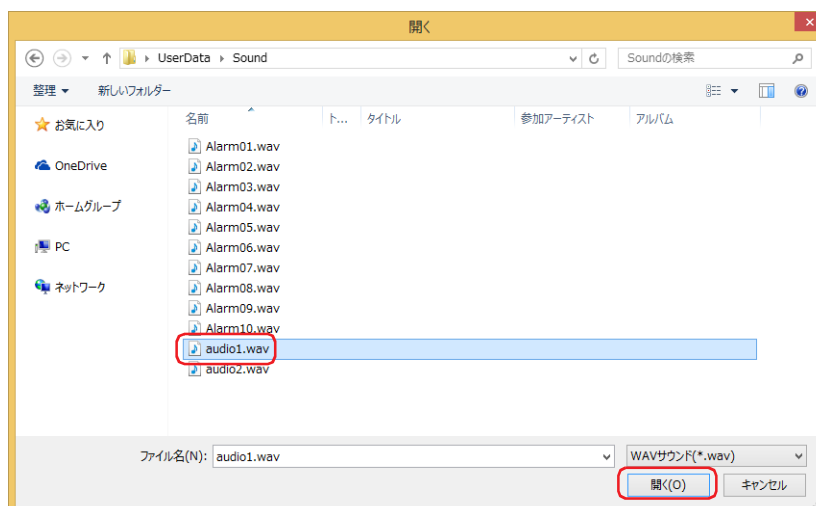 開く
UserData Sound Soundの検索
整理 新しいフォルダー
名前 ト... タイトル 参加アーティスト アルバム
お気に入り
OneDrive
ホームグループ
PC
ネットワーク
Alarm01.wav
Alarm02.wav
Alarm03.wav
Alarm04.wav
Alarm05.wav
Alarm06.wav
Alarm07.wav
Alarm08.wav
Alarm09.wav
Alarm10.wav
audio1.wav
audio2.wav
ファイル名(N): audio1.wav WAVサウンド(*.wav)
開く(O) キャンセル